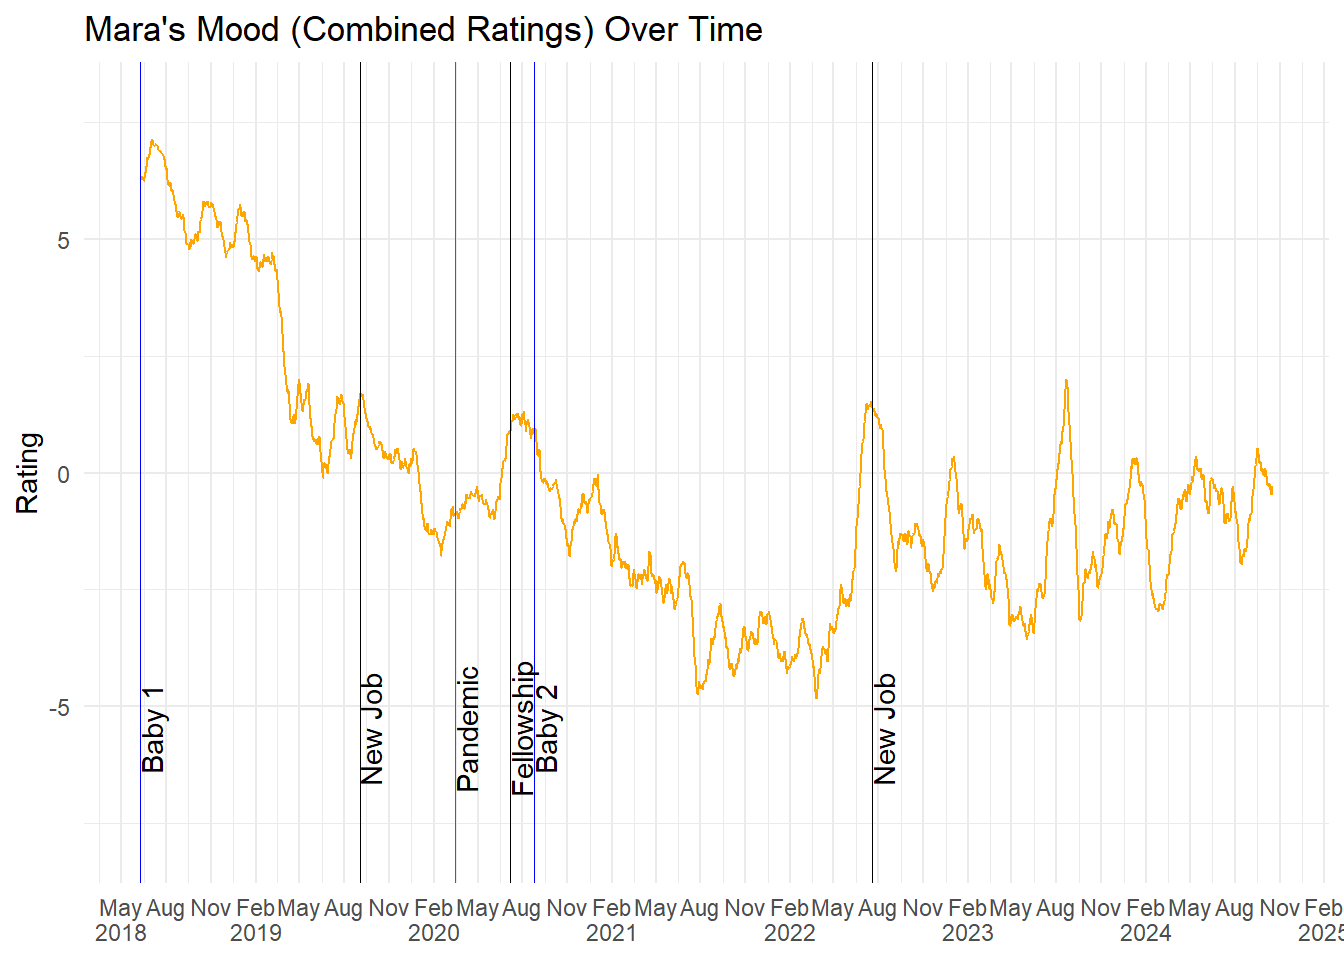 Mara's Mood (Combined Ratings) Over Time
Rating
5
0
-5
Baby 1
New Job
Pandemic
Fellowship
Baby 2
New Job
May Aug Nov Feb May Aug Nov Feb May Aug Nov Feb May Aug Nov Feb May Aug Nov Feb May Aug Nov Feb May Aug Nov Feb
2018 2019 2020 2021 2022 2023 2024 2025